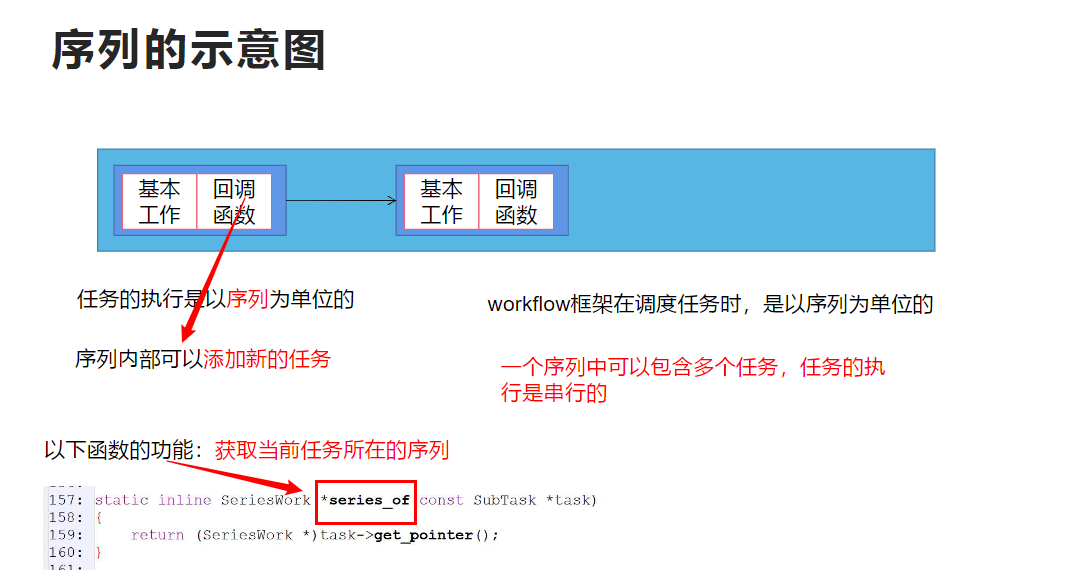 序列的示意图
基本
工作
回调
函数
基本
工作
回调
函数
任务的执行是以序列为单位的
workflow框架在调度任务时，是以序列为单位的
序列内部可以添加新的任务
一个序列中可以包含多个任务，任务的执
行是串行的
以下函数的功能：获取当前任务所在的序列
157: static inline SeriesWork *series_of(const SubTask *task)
158: {
159:     return (SeriesWork *)task->get_pointer();
160: }